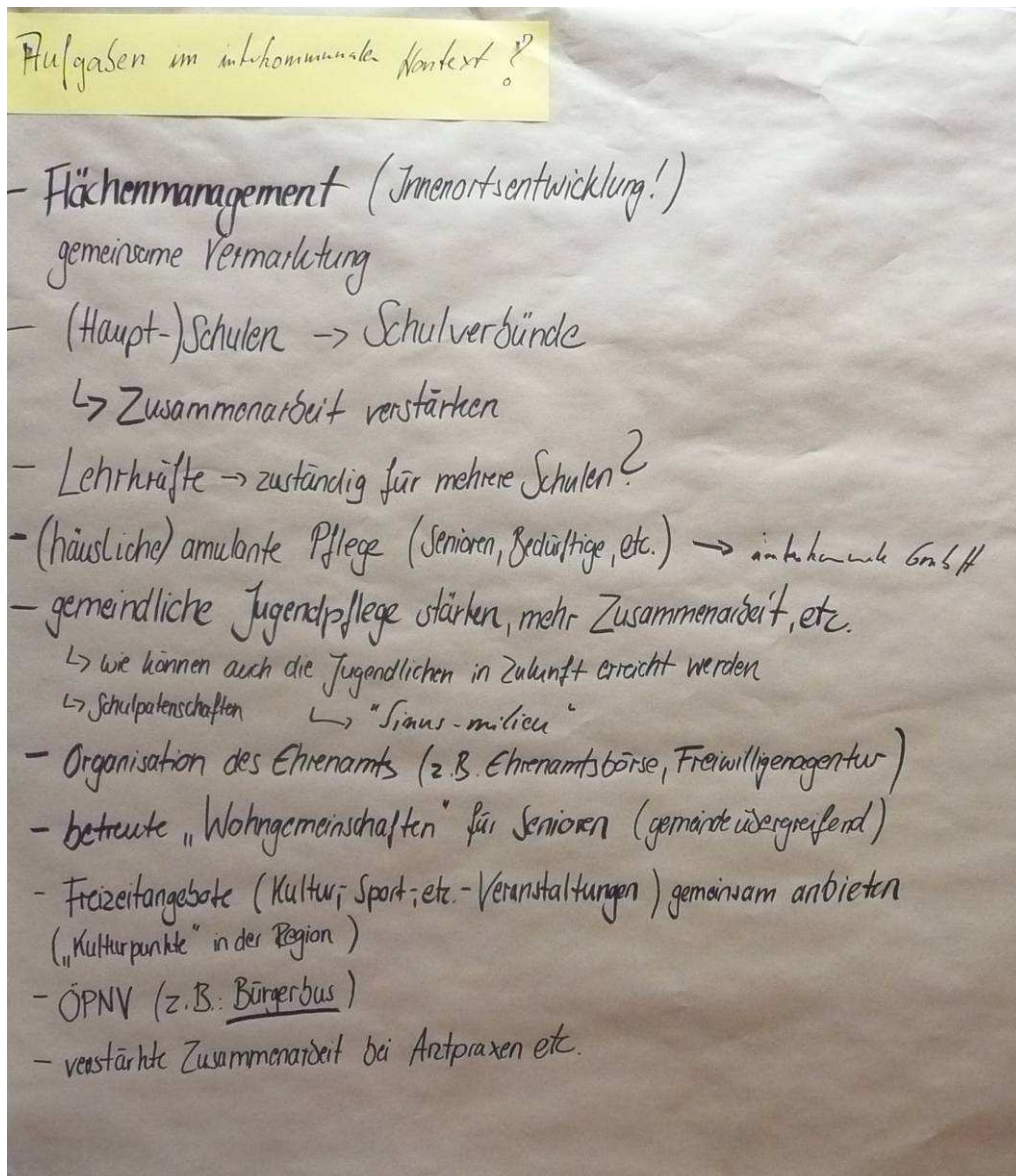 Aufgaben im interkommunalen Kontext ?
- Flächenmanagement (Innenortsentwicklung!)
gemeinsame Vermarktung
- (Haupt-)Schulen -> Schulverbünde
↳ Zusammenarbeit verstärken
- Lehrkräfte → zuständig für mehrere Schulen?
- (häusliche) amulante Pflege (Senioren, Bedürftige, etc.) → interkommunale GmbH
- gemeindliche Jugendpflege stärken, mehr Zusammenarbeit, etc.
↳ wie können auch die Jugendlichen in Zukunft erreicht werden
↳ Schulpatenschaften ↳ "Sinus-milieu"
- Organisation des Ehrenamts (z.B. Ehrenamtsbörse, Freiwilligenagentur)
- betreute „Wohngemeinschaften" für Senioren (gemeindeübergreifend)
- Freizeitangebote (Kultur-, Sport-, etc.-Veranstaltungen) gemeinsam anbieten
(„Kulturpunkte" in der Region)
- ÖPNV (z.B.: Bürgerbus)
- verstärkte Zusammenarbeit bei Arztpraxen etc.